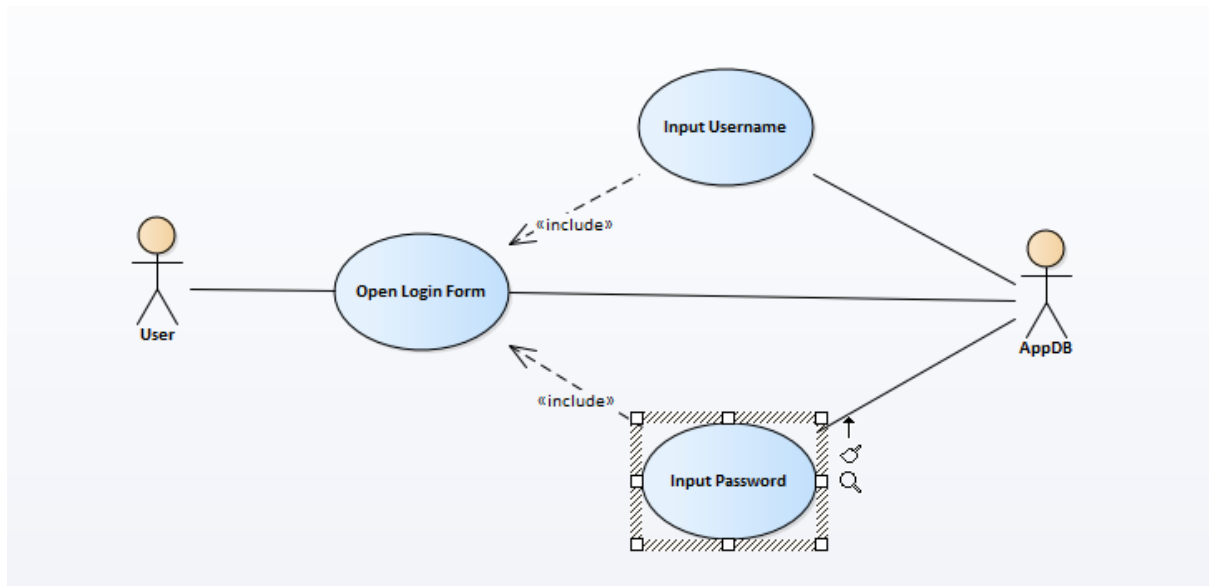 Input Username
«include»
Open Login Form
User
AppDB
«include»
Input Password